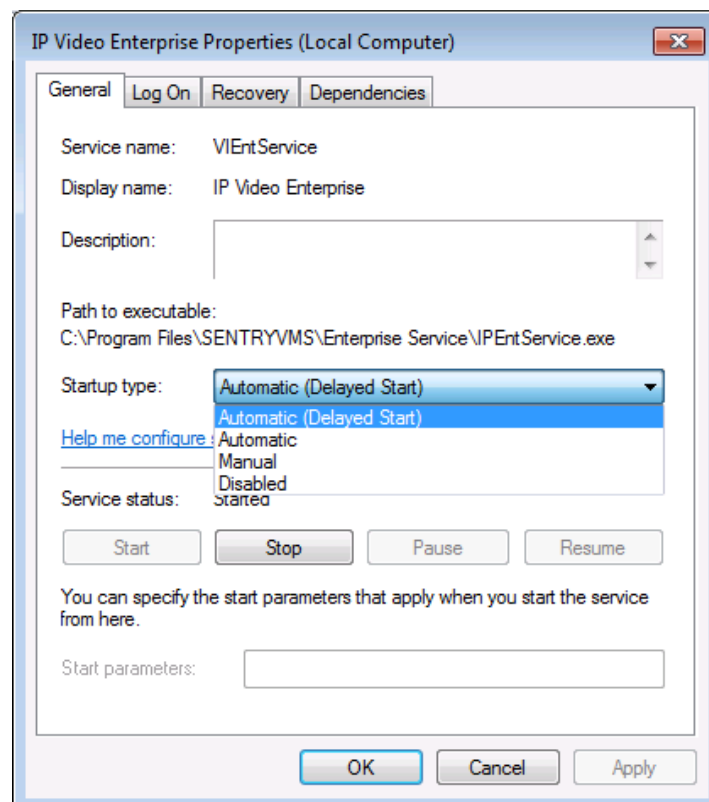 IP Video Enterprise Properties (Local Computer)
General Log On Recovery Dependencies
Service name: VIEntService
Display name: IP Video Enterprise
Description:
Path to executable:
C:\Program Files\SENTRYVMS\Enterprise Service\IPEntService.exe
Startup type: Automatic (Delayed Start)
Automatic (Delayed Start)
Help me configure Automatic
Manual
Disabled
Service status: Started
Start Stop Pause Resume
You can specify the start parameters that apply when you start the service
from here.
Start parameters:
OK Cancel Apply